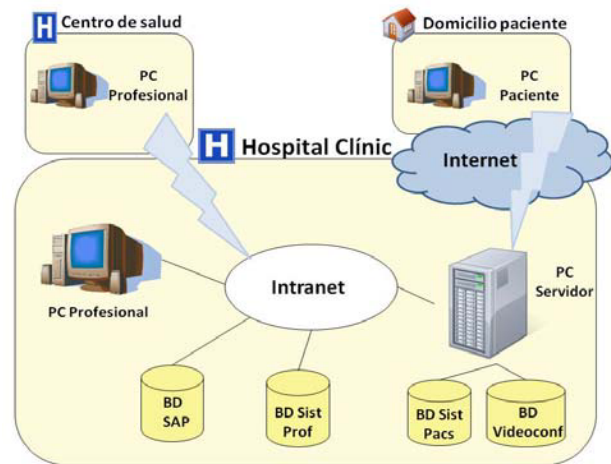 H Centro de salud
PC
Profesional
Domicilio paciente
PC
Paciente
H Hospital Clínic
Internet
PC Profesional
Intranet
PC
Servidor
BD
SAP
BD Sist
Prof
BD Sist
Pacs
BD
Videoconf